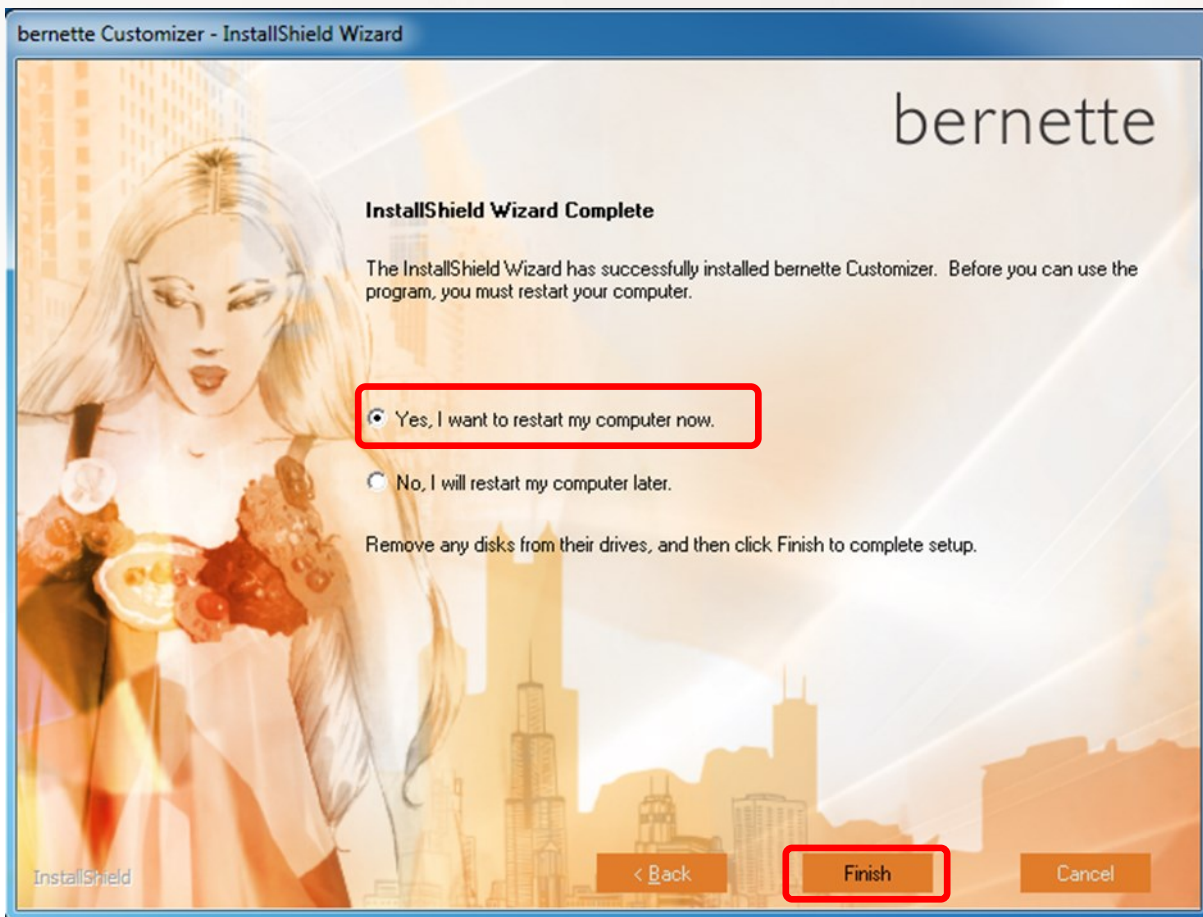 bernette Customizer - InstallShield Wizard
bernette
InstallShield Wizard Complete
The InstallShield Wizard has successfully installed bernette Customizer. Before you can use the
program, you must restart your computer.
Yes, I want to restart my computer now.
No, I will restart my computer later.
Remove any disks from their drives, and then click Finish to complete setup.
InstallShield
< Back
Finish
Cancel